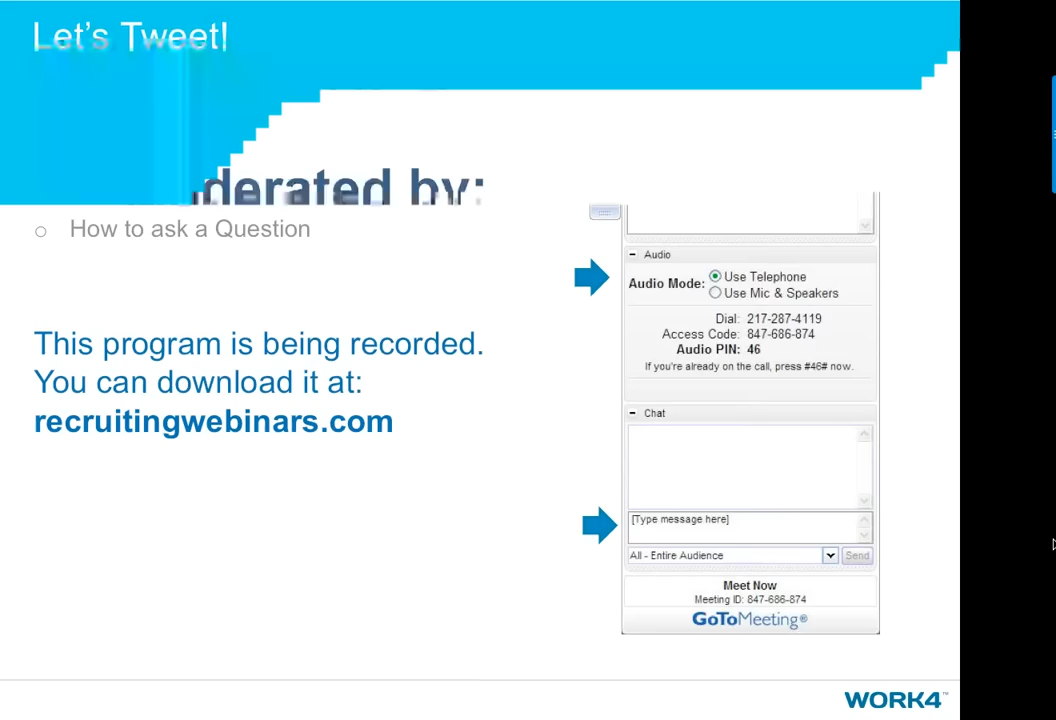 Let's Tweet!
by:
How to ask a Question
This program is being recorded.
You can download it at:
recruitingwebinars.com
Audio
Audio Mode: Use Telephone
Use Mic & Speakers
Dial: 217-287-4119
Access Code: 847-686-874
Audio PIN: 46
If you're already on the call, press #46# now.
Chat
[Type message here]
All - Entire Audience
Send
Meet Now
Meeting ID: 847-686-874
GoToMeeting®
WORK4™